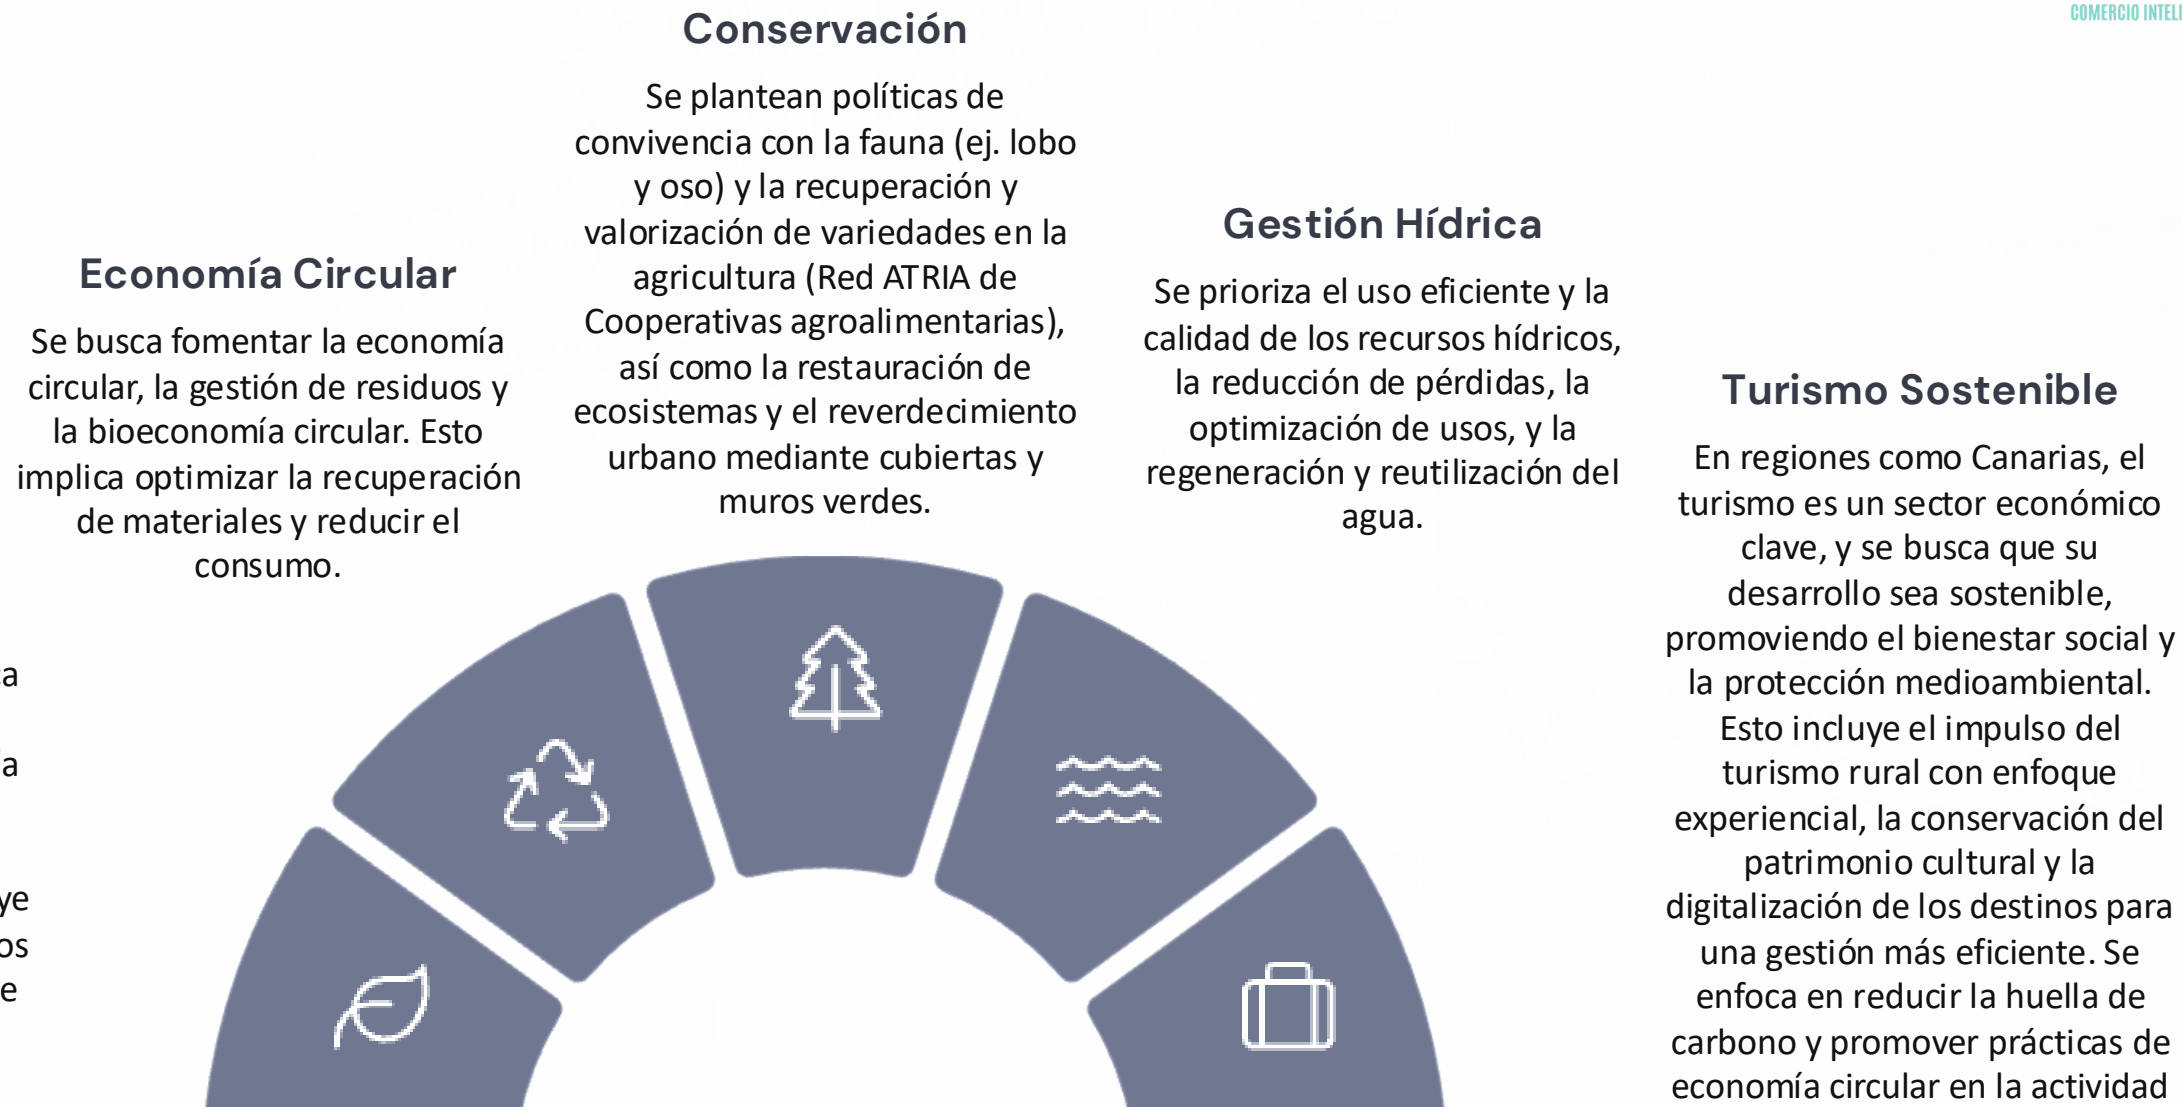 COMERCIO
Conservación
Se plantean políticas de
convivencia con la fauna (ej. lobo
y oso) y la recuperación y
valorización de variedades en la
agricultura (Red ATRIA de
Cooperativas agroalimentarias),
así como la restauración de
ecosistemas y el reverdecimiento
urbano mediante cubiertas y
muros verdes.
Economía Circular
Se busca fomentar la economía
circular, la gestión de residuos y
la bioeconomía circular. Esto
implica optimizar la recuperación
de materiales y reducir el
consumo.
Gestión Hídrica
Se prioriza el uso eficiente y la
calidad de los recursos hídricos,
la reducción de pérdidas, la
optimización de usos, y la
regeneración y reutilización del
agua.
Turismo Sostenible
En regiones como Canarias, el
turismo es un sector económico
clave, y se busca que su
desarrollo sea sostenible,
promoviendo el bienestar social y
la protección medioambiental.
Esto incluye el impulso del
turismo rural con enfoque
experiencial, la conservación del
patrimonio cultural y la
digitalización de los destinos para
una gestión más eficiente. Se
enfoca en reducir la huella de
carbono y promover prácticas de
economía circular en la actividad